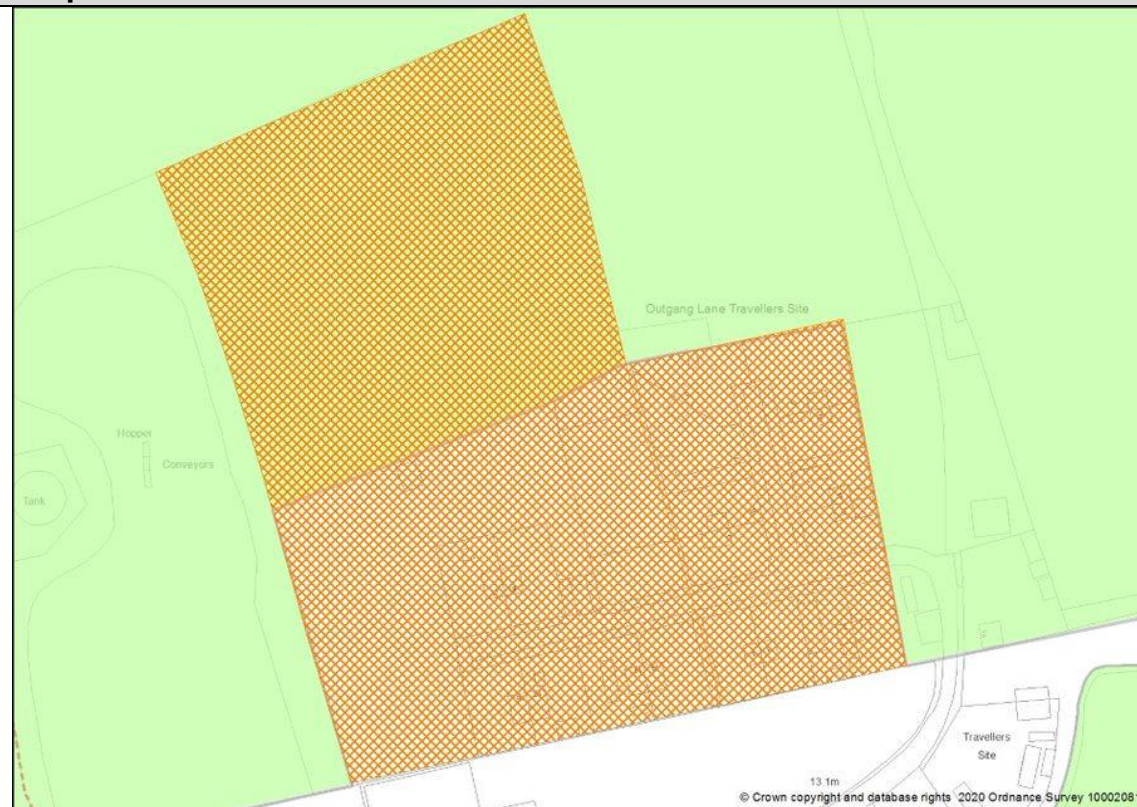 Outgang Lane Travellers Site
Hopper
Conveyors
Tank
Travellers
Site
13.1m
© Crown copyright and database rights 2020 Ordnance Survey 1000208